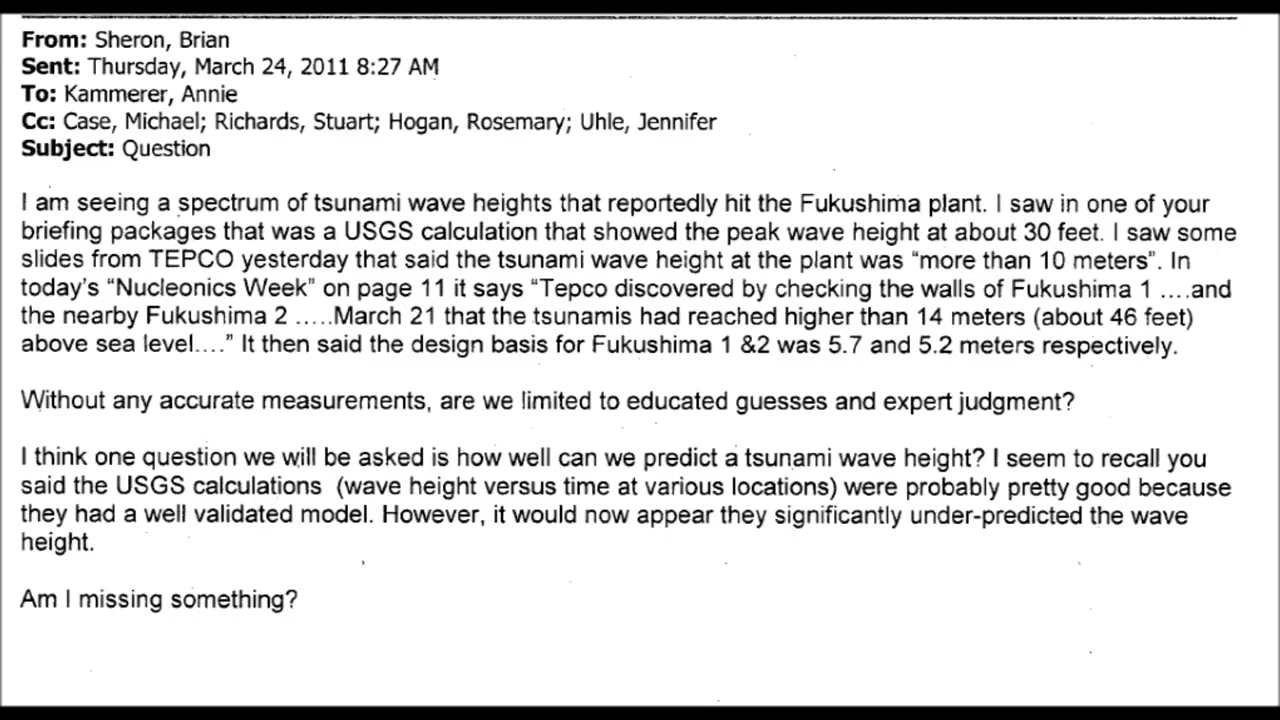 From: Sheron, Brian
Sent: Thursday, March 24, 2011 8:27 AM
To: Kammerer, Annie
Cc: Case, Michael; Richards, Stuart; Hogan, Rosemary; Uhle, Jennifer
Subject: Question
I am seeing a spectrum of tsunami wave heights that reportedly hit the Fukushima plant. I saw in one of your
briefing packages that was a USGS calculation that showed the peak wave height at about 30 feet. I saw some
slides from TEPCO yesterday that said the tsunami wave height at the plant was “more than 10 meters”. In
today’s “Nucleonics Week” on page 11 it says “Tepco discovered by checking the walls of Fukushima 1 ....and
the nearby Fukushima 2 .....March 21 that the tsunamis had reached higher than 14 meters (about 46 feet)
above sea level....” It then said the design basis for Fukushima 1 &2 was 5.7 and 5.2 meters respectively.
Without any accurate measurements, are we limited to educated guesses and expert judgment?
I think one question we will be asked is how well can we predict a tsunami wave height? I seem to recall you
said the USGS calculations (wave height versus time at various locations) were probably pretty good because
they had a well validated model. However, it would now appear they significantly under-predicted the wave
height.
Am I missing something?